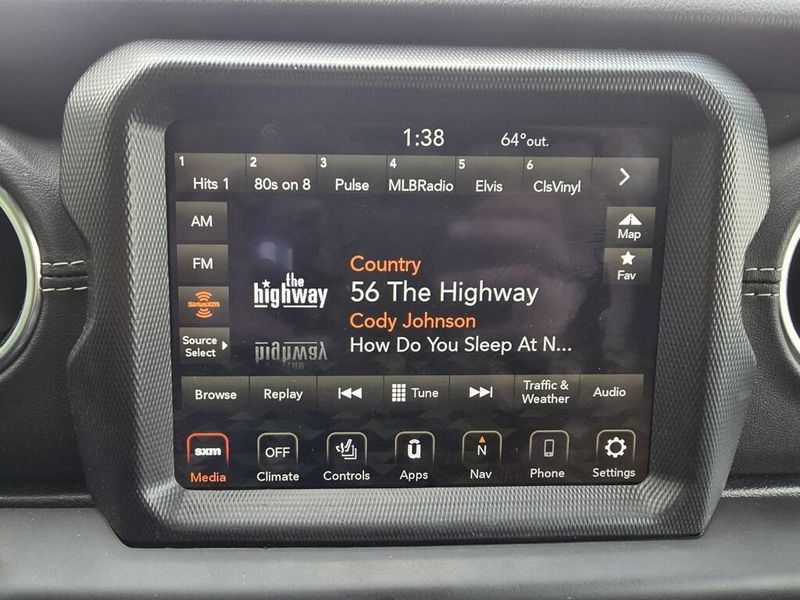 1:38 64°out.
1 Hits 1 2 80s on 8 3 Pulse 4 MLBRadio 5 Elvis 6 ClsVinyl
AM
FM
SiriusXM
Source
Select
Map
Fav
the
highway
Country
56 The Highway
Cody Johnson
How Do You Sleep At N...
Browse Replay Tune Traffic &
Weather Audio
sxm OFF û N
Media Climate Controls Apps Nav Phone Settings